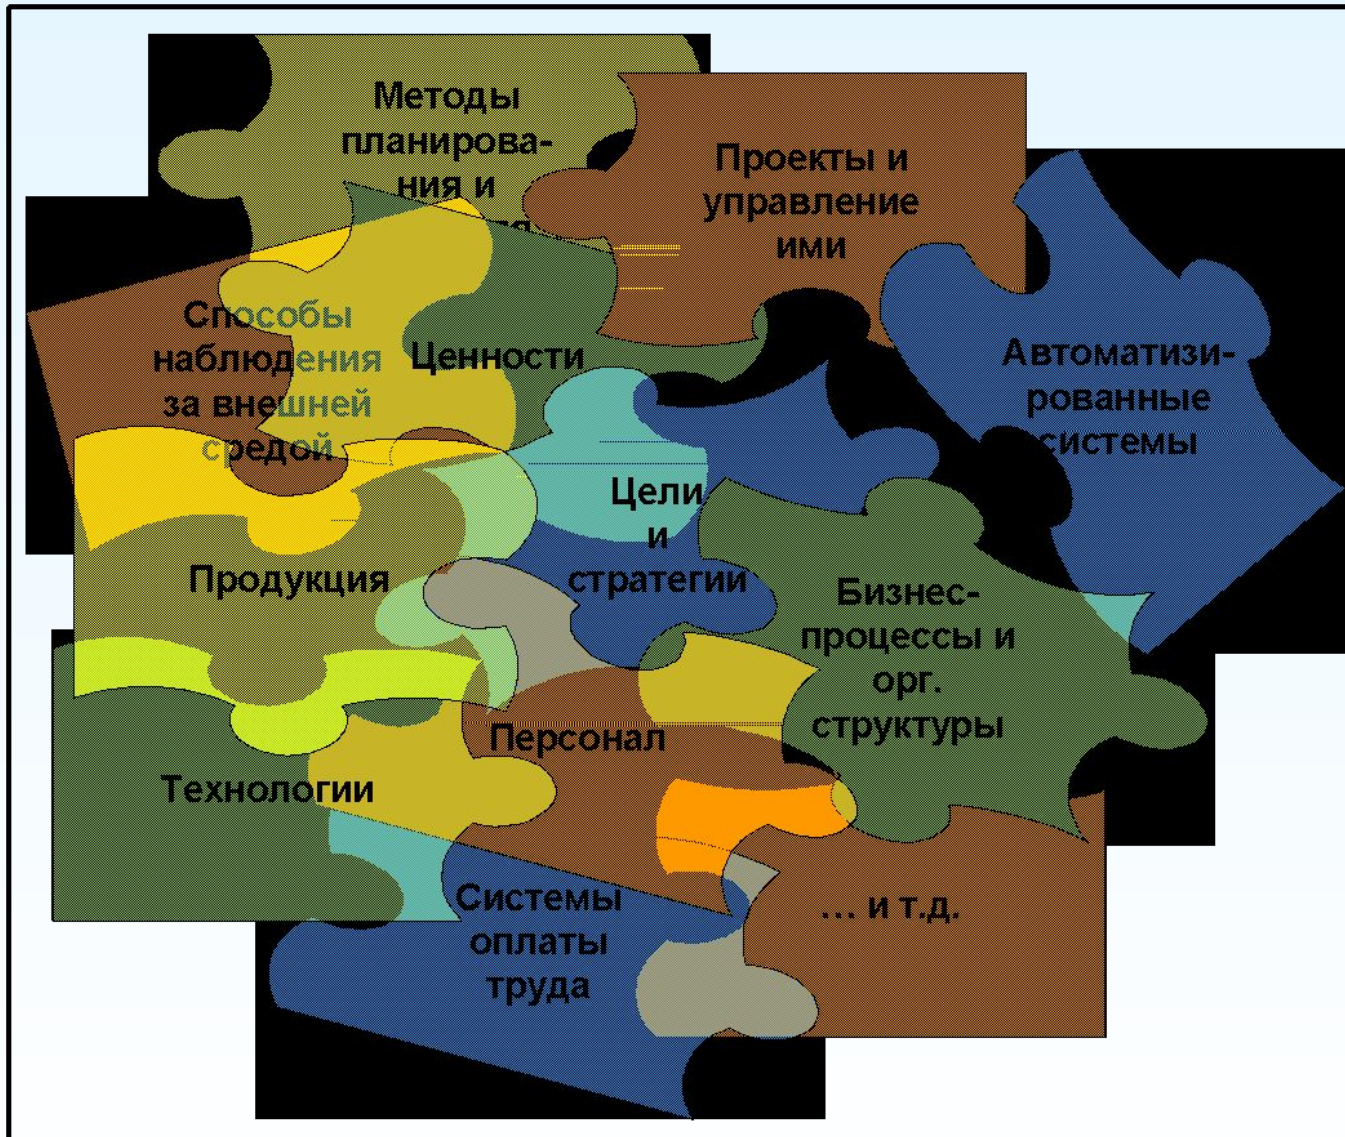 Методы
планирова-
ния и
Проекты и
управление
ими
Способы
наблюдения
за внешней
средой
Ценности
Автоматизи-
рованные
системы
Цели
и
стратегии
Продукция
Бизнес-
процессы и
орг.
структуры
Персонал
Технологии
Системы
оплаты
труда
... и т.д.